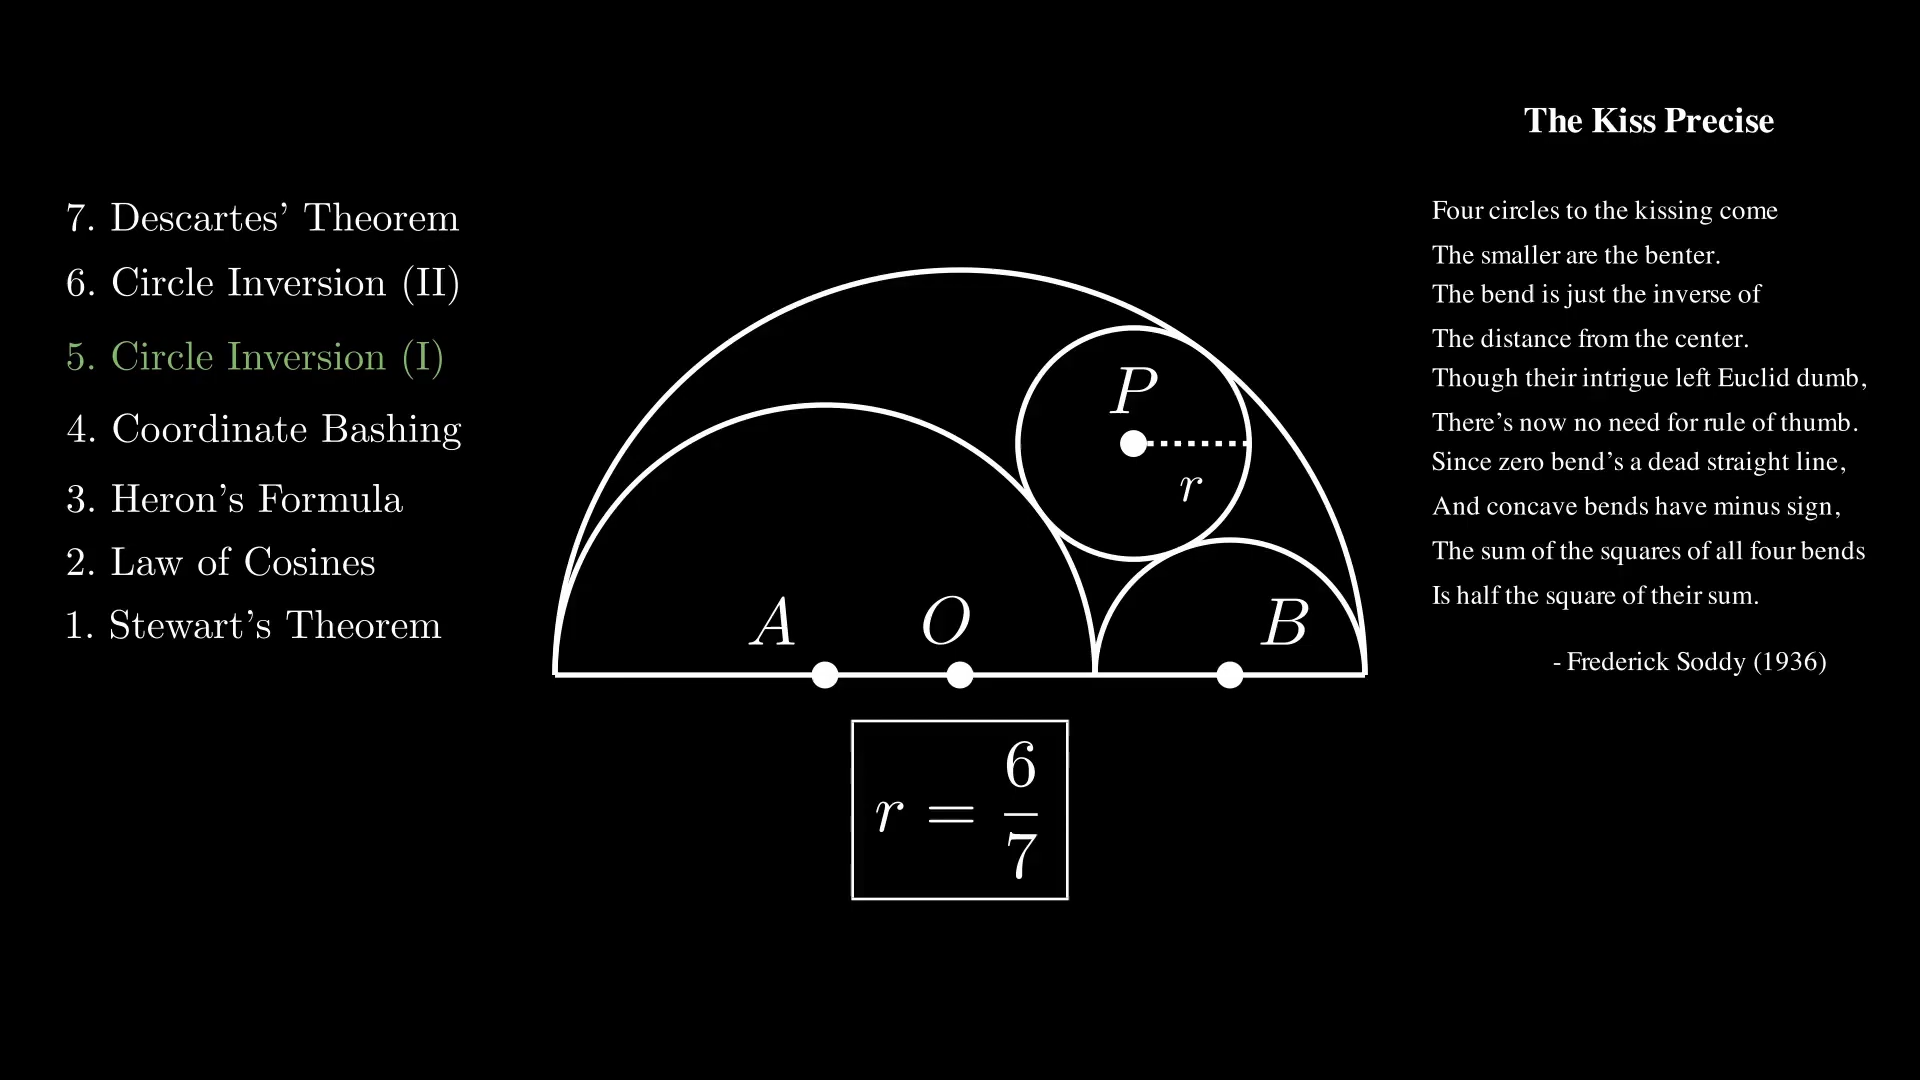 7. Descartes’ Theorem
6. Circle Inversion (II)
5. Circle Inversion (I)
4. Coordinate Bashing
3. Heron’s Formula
2. Law of Cosines
1. Stewart’s Theorem
P
r
A
O
B
r = 6/7
The Kiss Precise
Four circles to the kissing come
The smaller are the benter.
The bend is just the inverse of
The distance from the center.
Though their intrigue left Euclid dumb,
There’s now no need for rule of thumb.
Since zero bend’s a dead straight line,
And concave bends have minus sign,
The sum of the squares of all four bends
Is half the square of their sum.
- Frederick Soddy (1936)